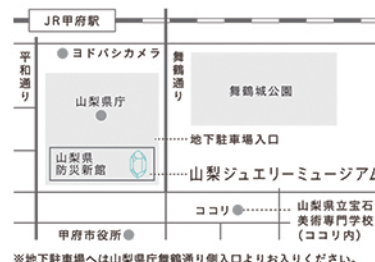 JR甲府駅
ヨドバシカメラ
平和通り
舞鶴通り
山梨県庁
舞鶴城公園
地下駐車場入口
山梨県
防災新館
山梨ジュエリーミュージアム
ココリ
山梨県立宝石
美術専門学校
(ココリ内)
甲府市役所
※地下駐車場へは山梨県庁舞鶴通り側入口よりお入りください。